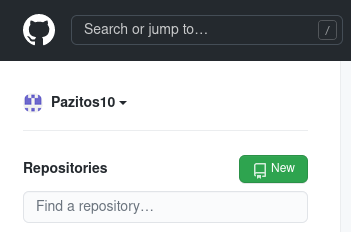 Search or jump to…
/
Pazitos10
Repositories
New
Find a repository…